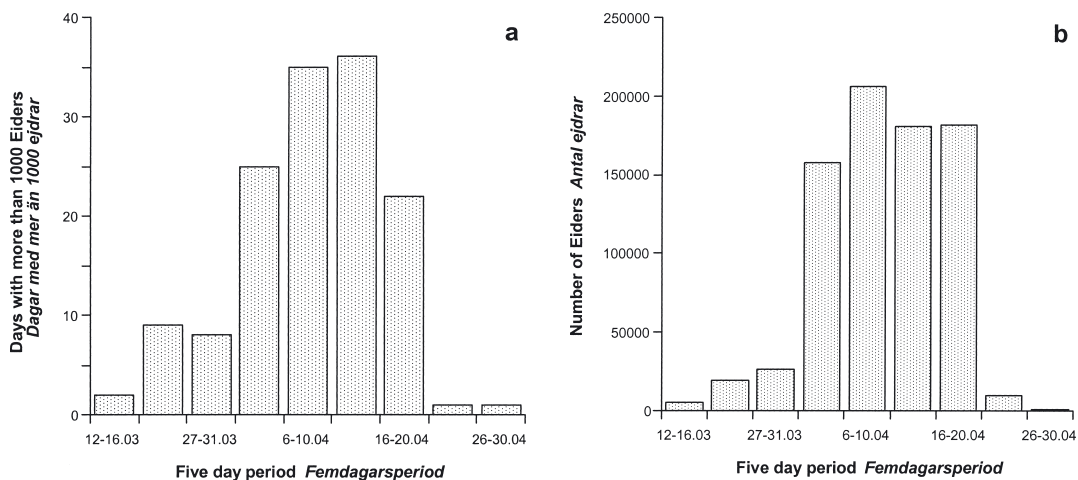 a
Days with more than 1000 Eiders
Dagar med mer än 1000 ejdrar
40
30
20
10
0
12-16.03 27-31.03 6-10.04 16-20.04 26-30.04
Five day period Femdagarsperiod
b
Number of Eiders Antal ejdrar
250000
200000
150000
100000
50000
0
12-16.03 27-31.03 6-10.04 16-20.04 26-30.04
Five day period Femdagarsperiod